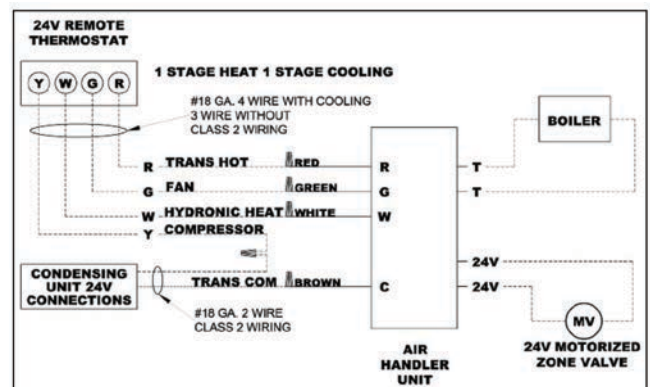 24V REMOTE
THERMOSTAT
Y W G R
1 STAGE HEAT 1 STAGE COOLING
#18 GA. 4 WIRE WITH COOLING
3 WIRE WITHOUT
CLASS 2 WIRING
BOILER
R TRANS HOT RED R T
G FAN GREEN G T
W HYDRONIC HEAT WHITE W
Y COMPRESSOR
24V
CONDENSING
UNIT 24V
CONNECTIONS
TRANS COM BROWN C 24V
#18 GA. 2 WIRE
CLASS 2 WIRING
MV
24V MOTORIZED
ZONE VALVE
AIR
HANDLER
UNIT